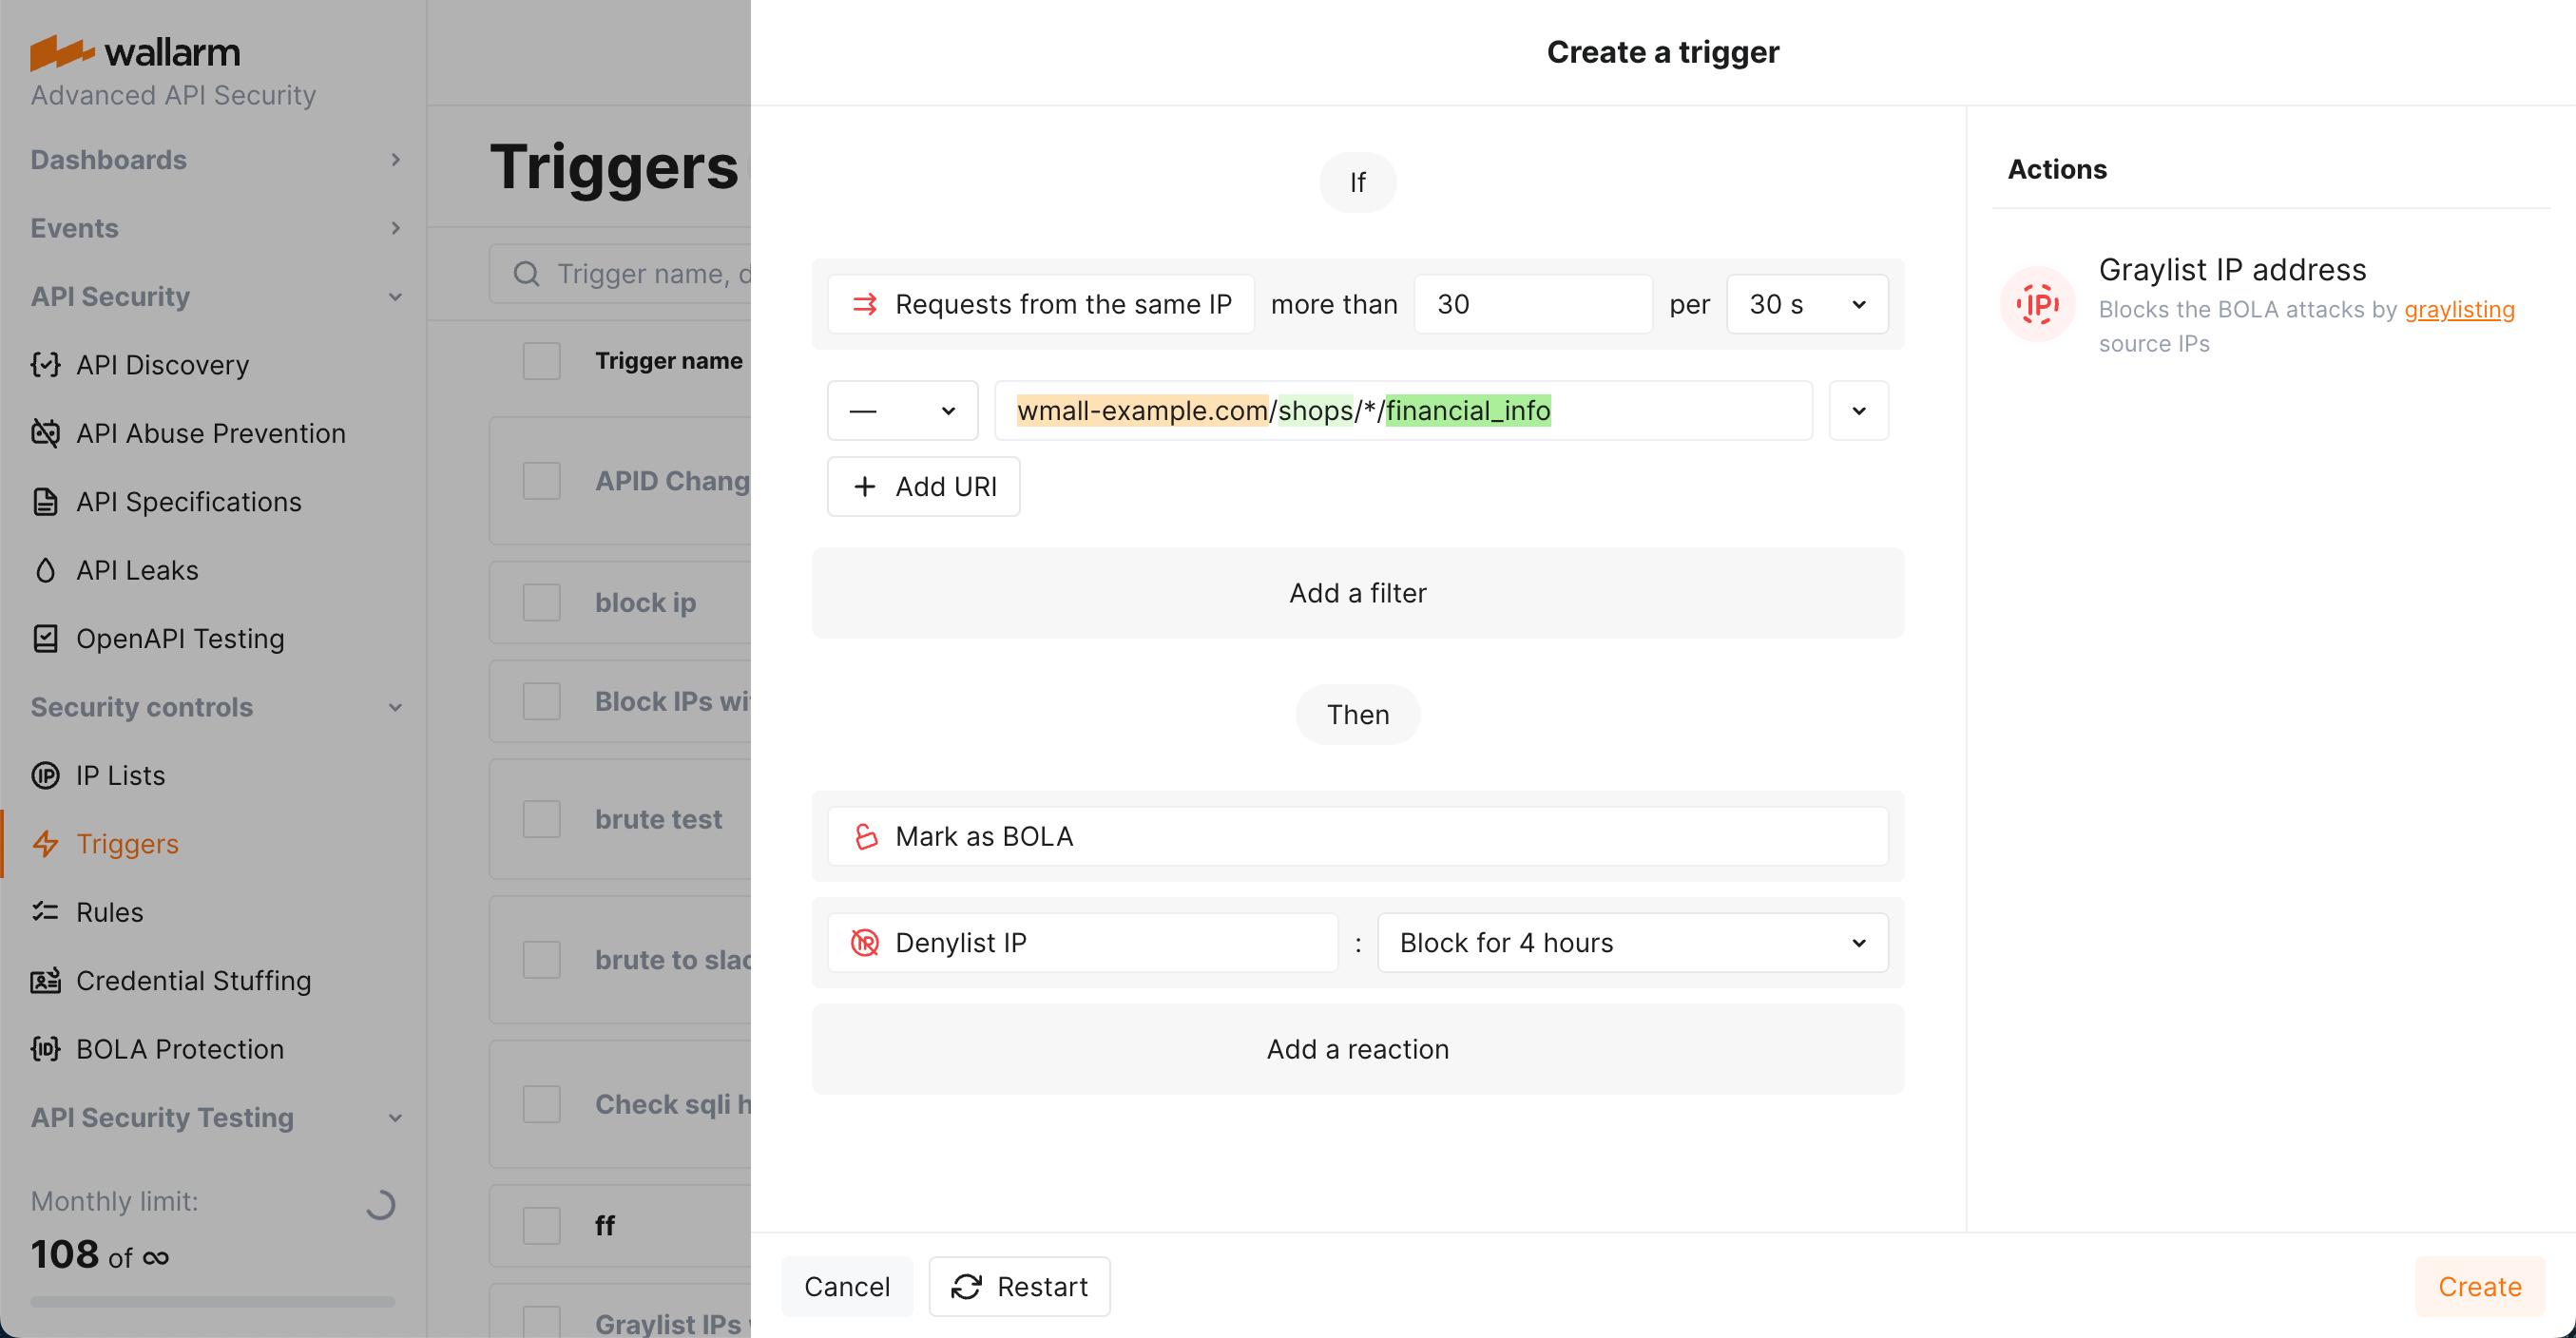 wallarm
Advanced API Security
Dashboards
Events
API Security
API Discovery
API Abuse Prevention
API Specifications
API Leaks
OpenAPI Testing
Security controls
IP Lists
Triggers
Rules
Credential Stuffing
BOLA Protection
API Security Testing
Monthly limit:
108 of ∞
Triggers
Trigger name, d
Trigger name
APID Chang
block ip
Block IPs wi
brute test
brute to slac
Check sqli h
ff
Graylist IPs
Create a trigger
If
Requests from the same IP more than 30 per 30 s
— wmall-example.com/shops/*/financial_info
+ Add URI
Add a filter
Then
Mark as BOLA
Denylist IP : Block for 4 hours
Add a reaction
Cancel
Restart
Create
Actions
IP
Graylist IP address
Blocks the BOLA attacks by graylisting
source IPs